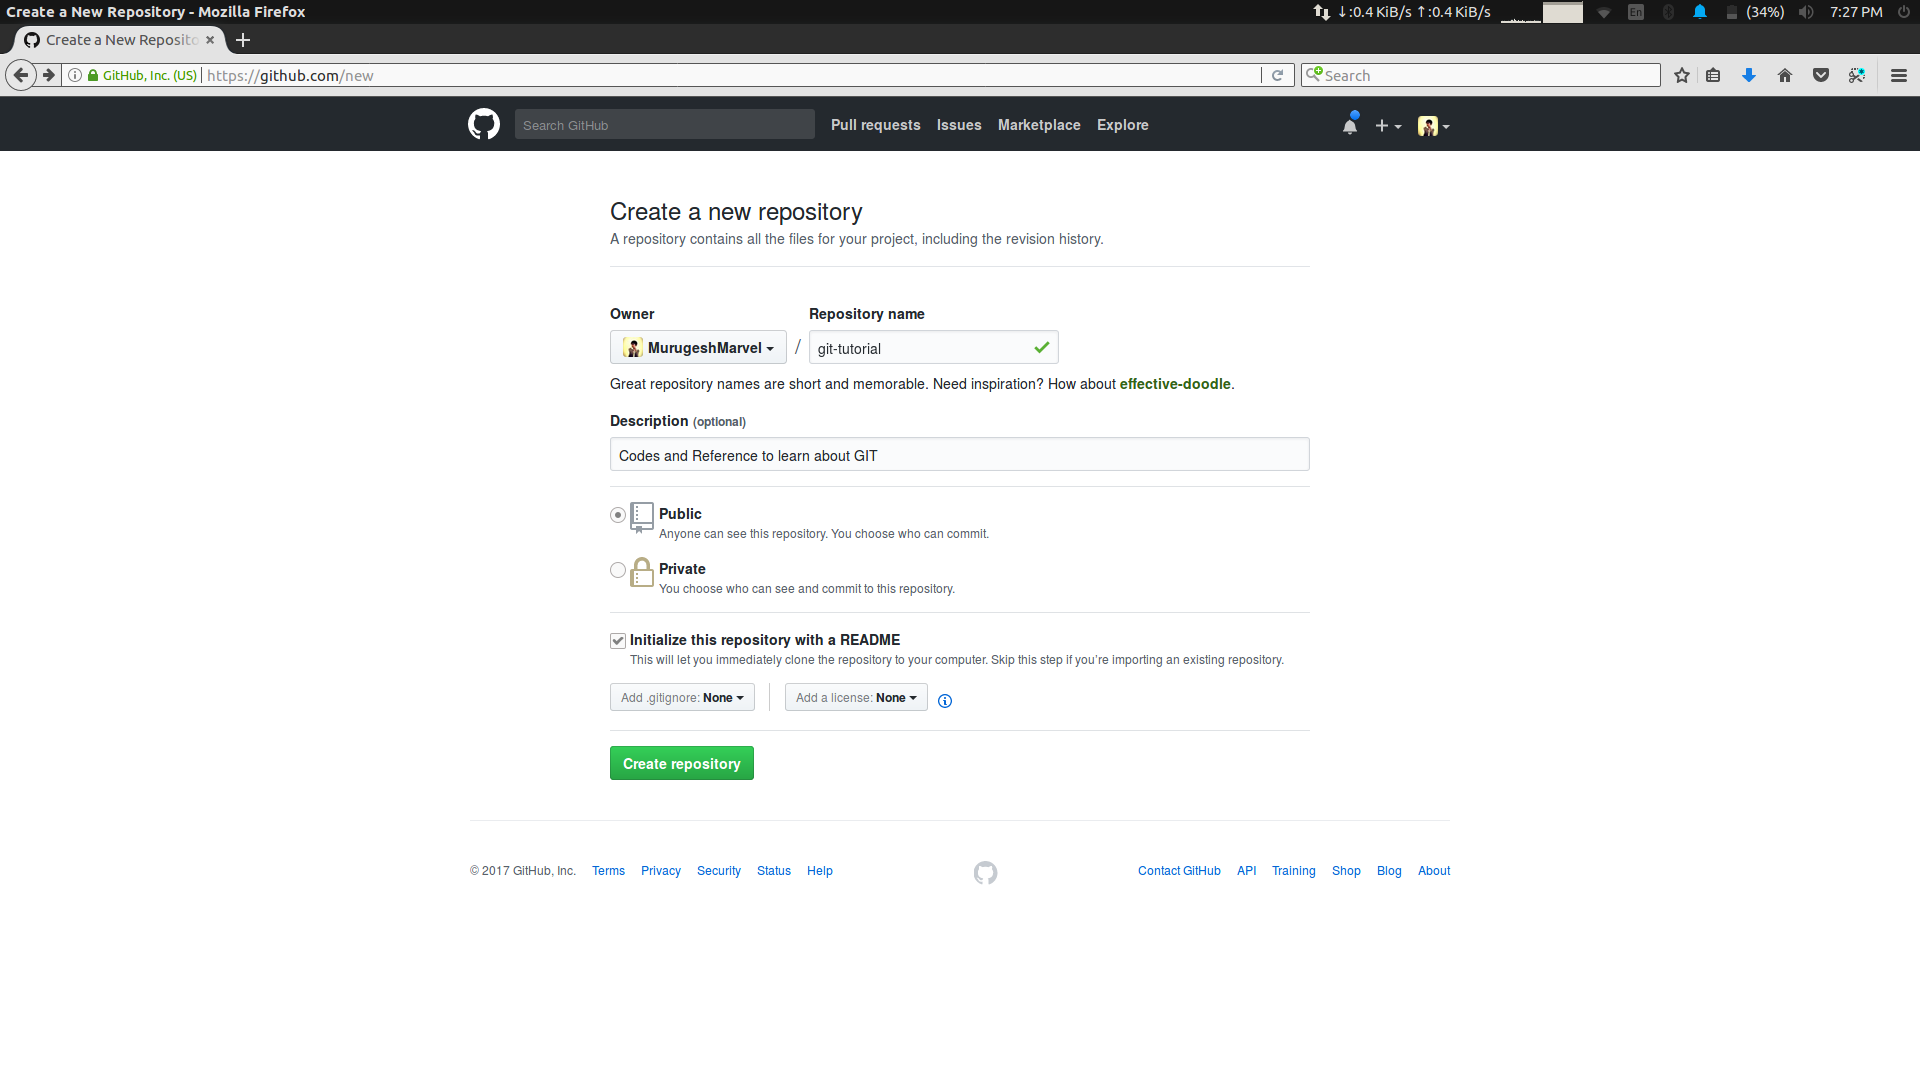 Create a New Repository - Mozilla Firefox
↓:0.4 KiB/s ↑:0.4 KiB/s
En
(34%)
7:27 PM
Create a New Reposito
GitHub, Inc. (US)
https://github.com/new
Search
Search GitHub
Pull requests
Issues
Marketplace
Explore
Create a new repository
A repository contains all the files for your project, including the revision history.
Owner
Repository name
MurugeshMarvel
/
git-tutorial
Great repository names are short and memorable. Need inspiration? How about effective-doodle.
Description (optional)
Codes and Reference to learn about GIT
Public
Anyone can see this repository. You choose who can commit.
Private
You choose who can see and commit to this repository.
Initialize this repository with a README
This will let you immediately clone the repository to your computer. Skip this step if you’re importing an existing repository.
Add .gitignore: None
Add a license: None
Create repository
© 2017 GitHub, Inc.
Terms
Privacy
Security
Status
Help
Contact GitHub
API
Training
Shop
Blog
About